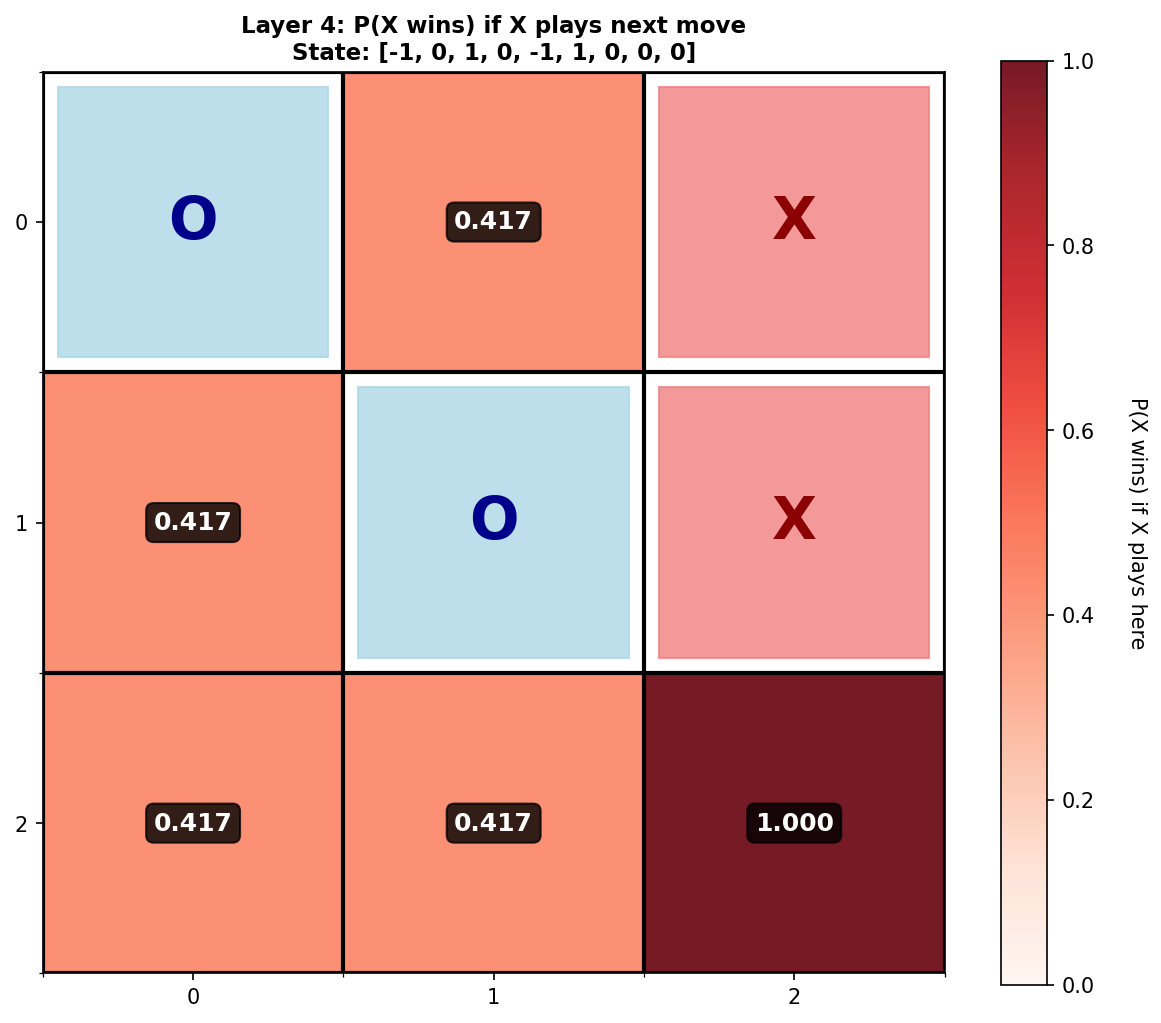 Layer 4: P(X wins) if X plays next move
State: [-1, 0, 1, 0, -1, 1, 0, 0, 0]
0
O
0.417
X
1
0.417
O
X
2
0.417
0.417
1.000
0
1
2
1.0
0.8
0.6
0.4
0.2
0.0
P(X wins) if X plays here